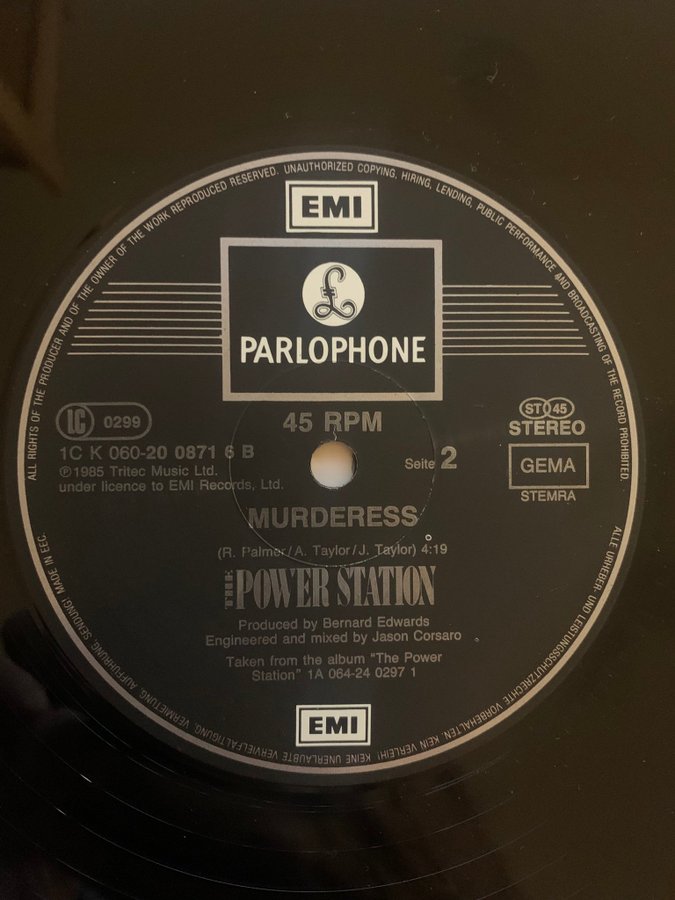 ALL RIGHTS OF THE PRODUCER AND OF THE OWNER OF THE WORK REPRODUCED RESERVED. UNAUTHORIZED COPYING, HIRING, LENDING, PUBLIC PERFORMANCE AND BROADCASTING OF THE RECORD PROHIBITED.
EMI
£
PARLOPHONE
45 RPM
LC 0299
ST 45
STEREO
1C K 060-20 0871 6 B
Seite 2
GEMA
℗1985 Tritec Music Ltd.
under licence to EMI Records, Ltd.
STEMRA
MURDERESS
(R. Palmer/A. Taylor/J. Taylor) 4:19
THE POWER STATION
Produced by Bernard Edwards
Engineered and mixed by Jason Corsaro
Taken from the album "The Power
Station" 1A 064-24 0297 1
EMI
ALLE URHEBER- UND LEISTUNGSSCHUTZRECHTE VORBEHALTEN. KEIN VERLEIH! KEINE UNERLAUBTE VERVIELFÄLTIGUNG, VERMIETUNG, AUFFÜHRUNG, SENDUNG! MADE IN EEC.